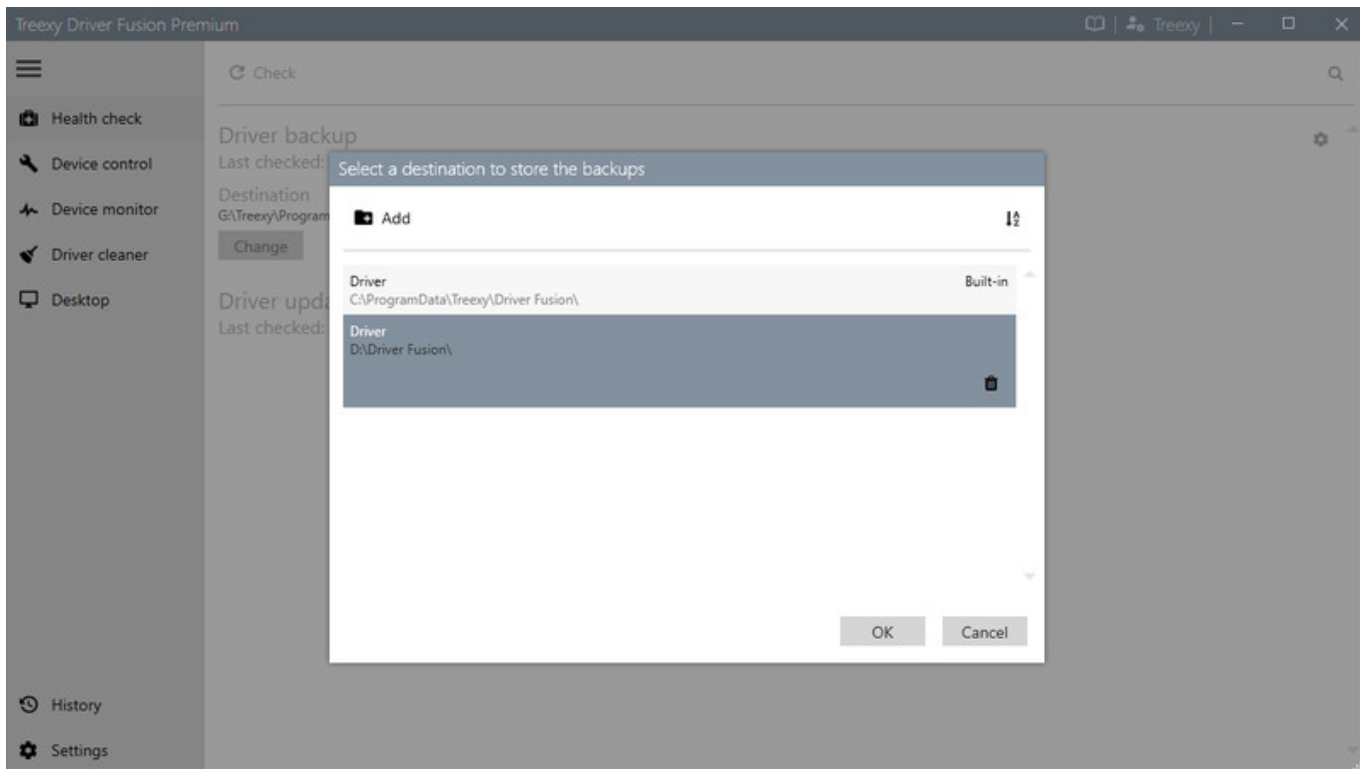 Treexy Driver Fusion Premium
Treexy
Check
Health check
Device control
Device monitor
Driver cleaner
Desktop
History
Settings
Driver backup
Last checked:
Destination
G:\Treexy\Program
Change
Driver
Last checked:
Select a destination to store the backups
Add
Driver
Built-in
C:\ProgramData\Treexy\Driver Fusion\
Driver
D:\Driver Fusion\
OK
Cancel